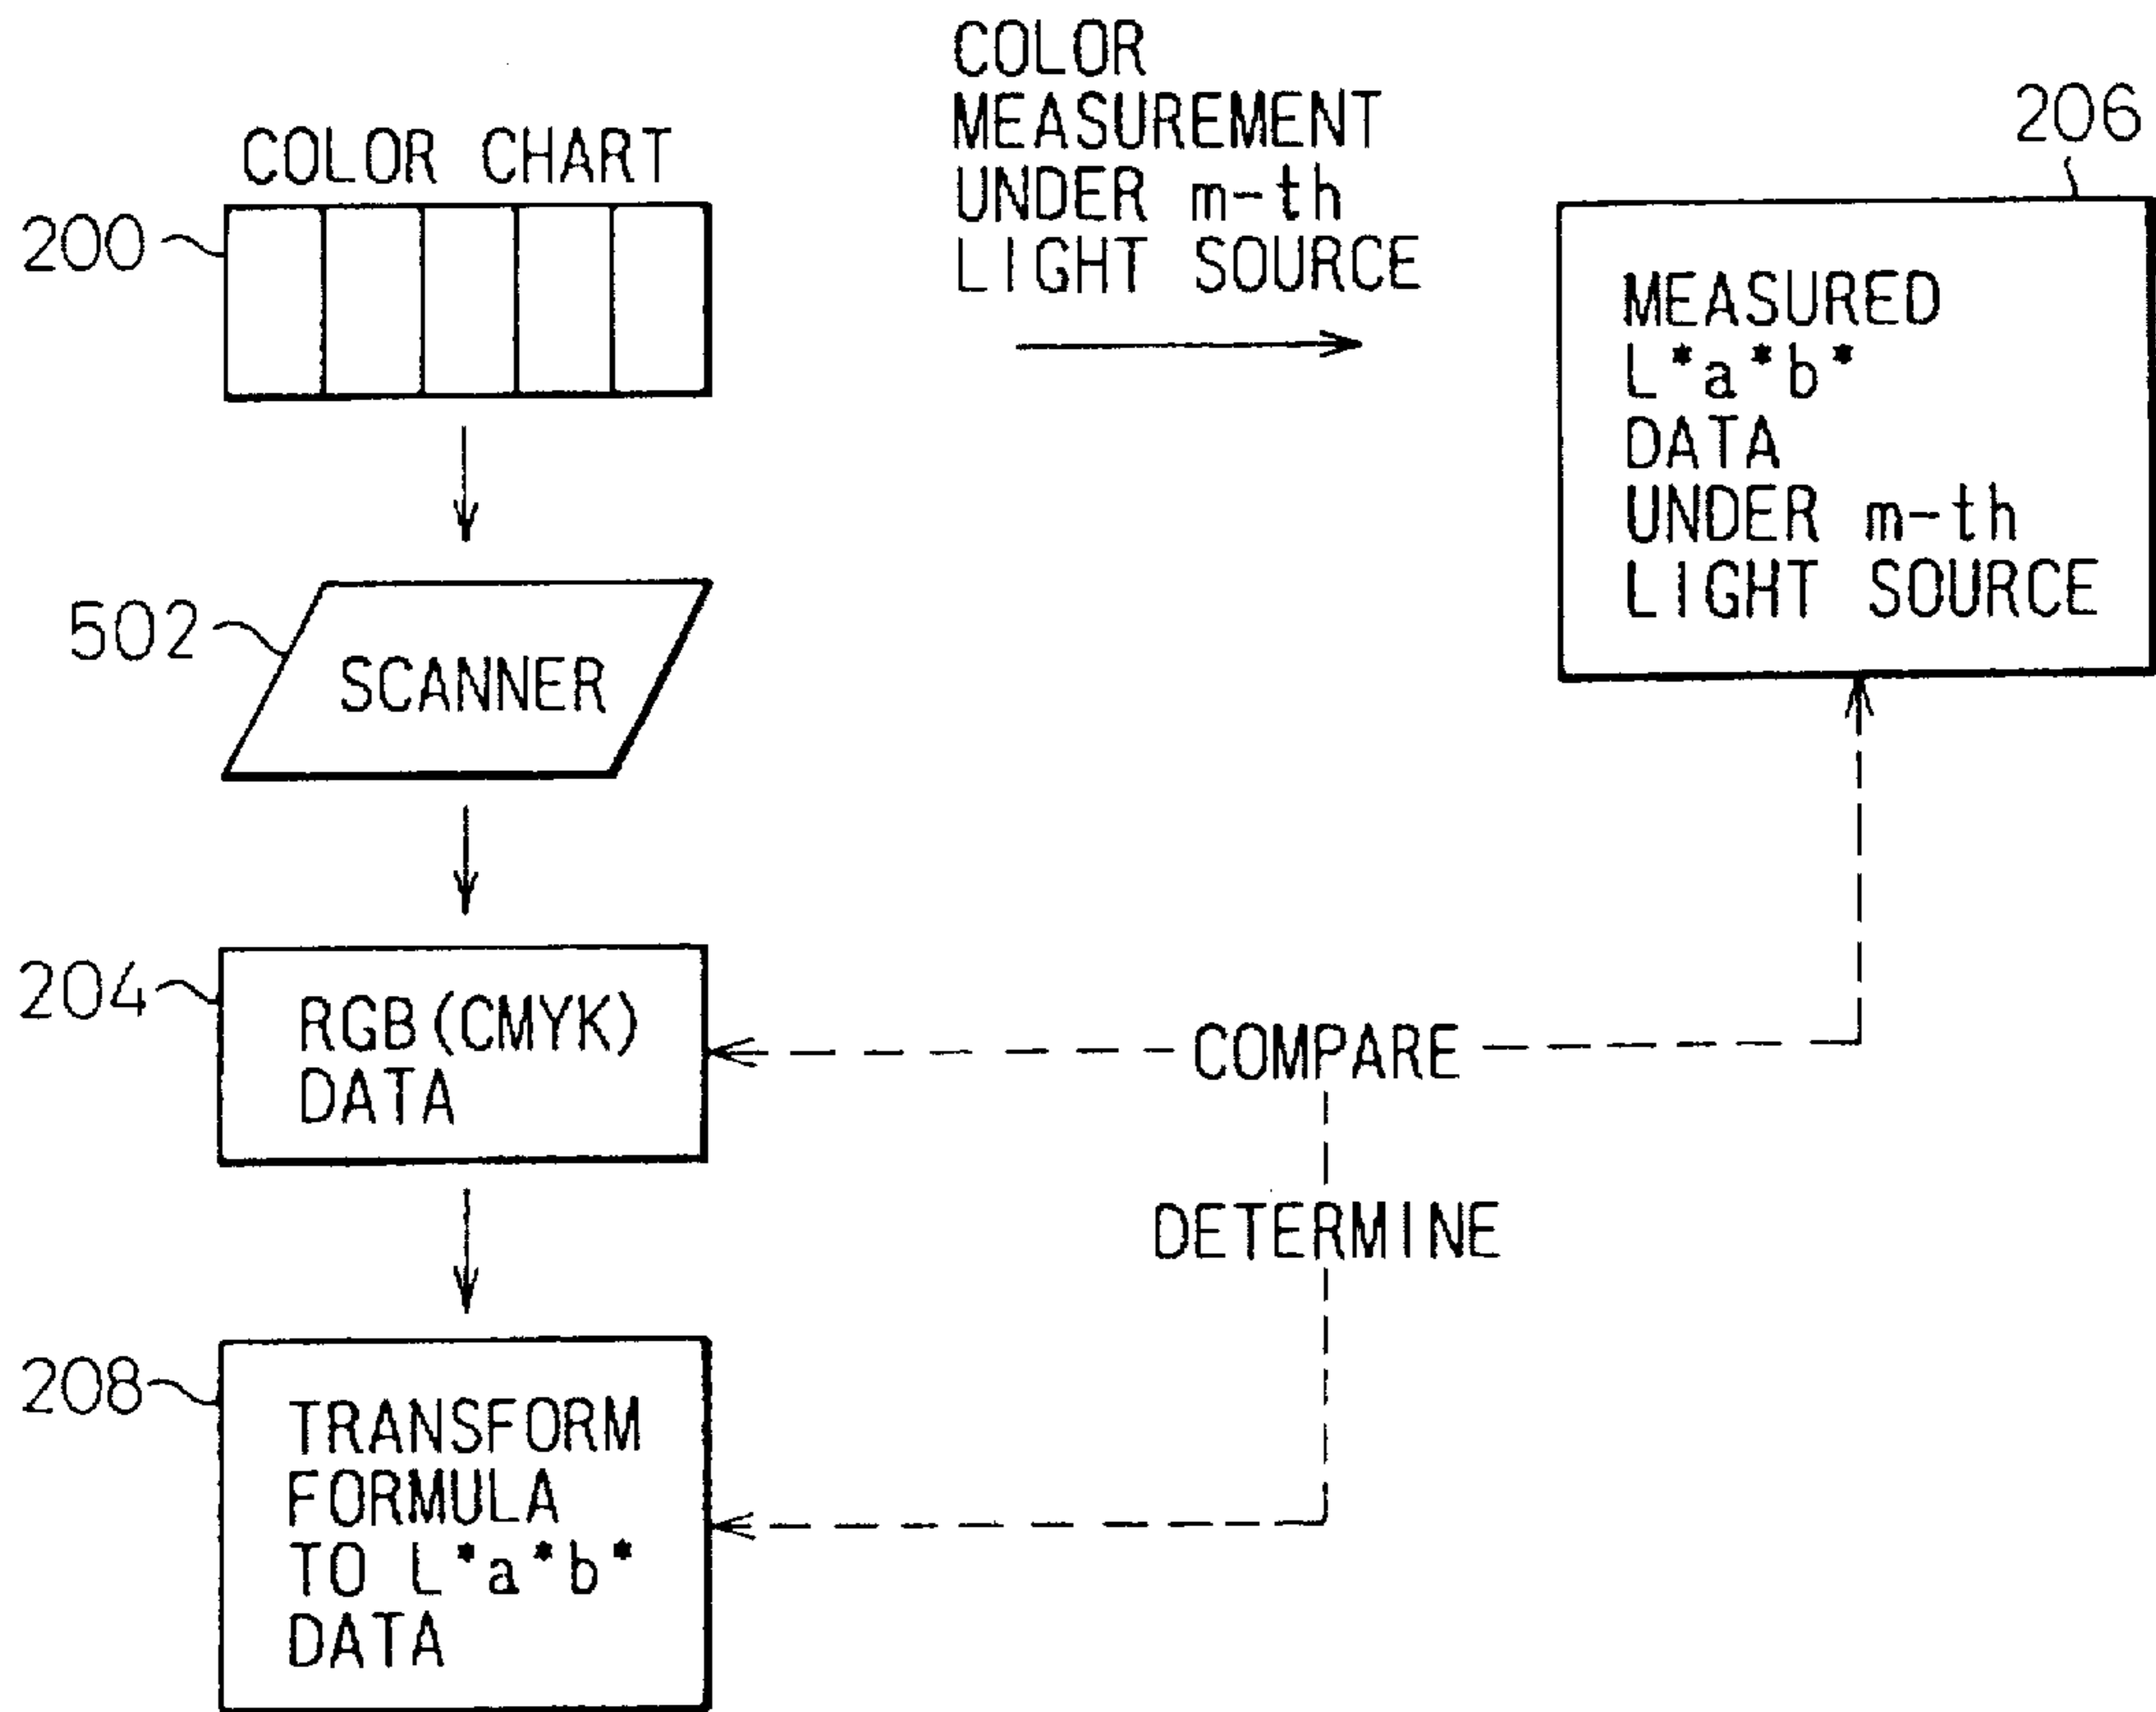 COLOR CHART
200
COLOR
MEASUREMENT
UNDER m-th
LIGHT SOURCE
206
MEASURED
L*a*b*
DATA
UNDER m-th
LIGHT SOURCE
502
SCANNER
204
RGB(CMYK)
DATA
COMPARE
DETERMINE
208
TRANSFORM
FORMULA
TO L*a*b*
DATA